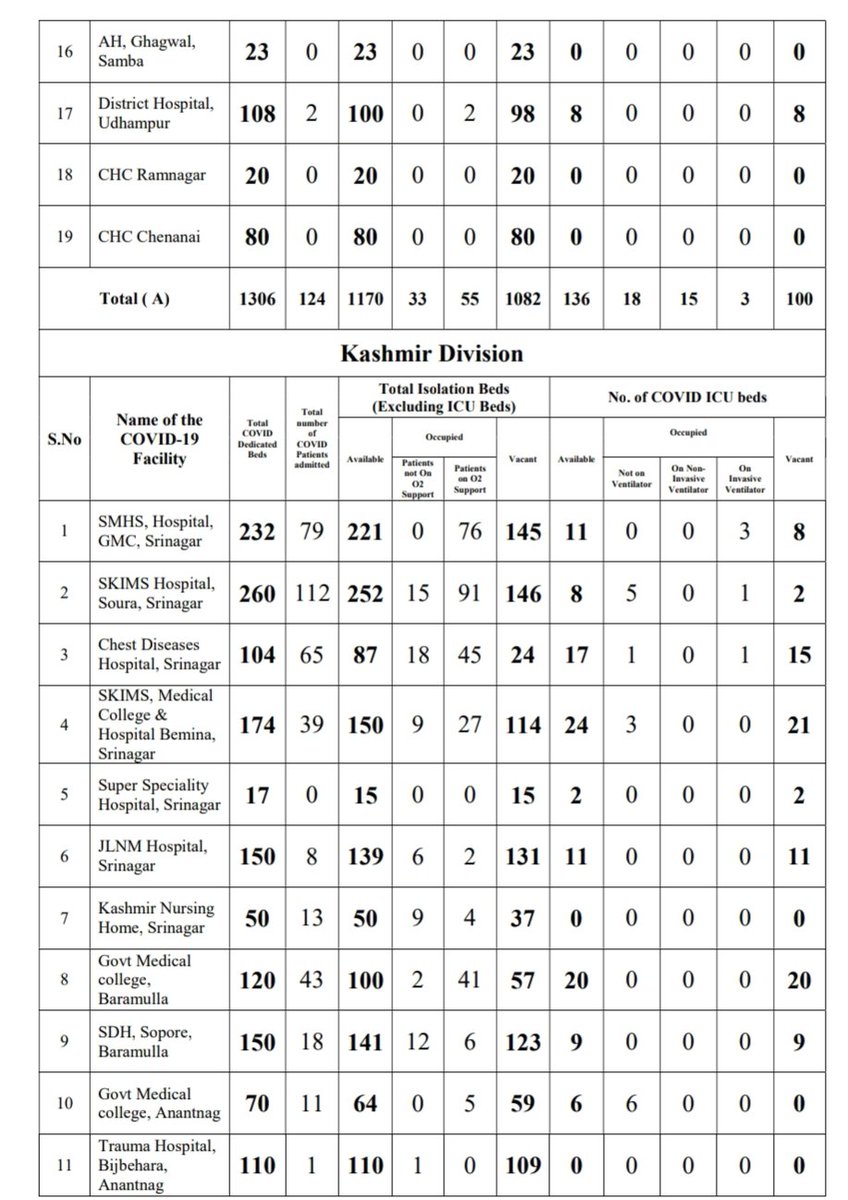 16 AH, Ghagwal, Samba 23 0 23 0 0 23 0 0 0 0 0
17 District Hospital, Udhampur 108 2 100 0 2 98 8 0 0 0 8
18 CHC Ramnagar 20 0 20 0 0 20 0 0 0 0 0
19 CHC Chenanai 80 0 80 0 0 80 0 0 0 0 0
Total ( A) 1306 124 1170 33 55 1082 136 18 15 3 100
Kashmir Division
S.No
Name of the
COVID-19
Facility
Total
COVID
Dedicated
Beds
Total
number
of
COVID
Patients
admitted
Total Isolation Beds
(Excluding ICU Beds)
Available
Occupied
Patients
not On
O2
Support
Patients
on O2
Support
Vacant
No. of COVID ICU beds
Available
Occupied
Not on
Ventilator
On Non-
Invasive
Ventilator
On
Invasive
Ventilator
Vacant
1 SMHS, Hospital, GMC, Srinagar 232 79 221 0 76 145 11 0 0 3 8
2 SKIMS Hospital, Soura, Srinagar 260 112 252 15 91 146 8 5 0 1 2
3 Chest Diseases Hospital, Srinagar 104 65 87 18 45 24 17 1 0 1 15
4 SKIMS, Medical College & Hospital Bemina, Srinagar 174 39 150 9 27 114 24 3 0 0 21
5 Super Speciality Hospital, Srinagar 17 0 15 0 0 15 2 0 0 0 2
6 JLNM Hospital, Srinagar 150 8 139 6 2 131 11 0 0 0 11
7 Kashmir Nursing Home, Srinagar 50 13 50 9 4 37 0 0 0 0 0
8 Govt Medical college, Baramulla 120 43 100 2 41 57 20 0 0 0 20
9 SDH, Sopore, Baramulla 150 18 141 12 6 123 9 0 0 0 9
10 Govt Medical college, Anantnag 70 11 64 0 5 59 6 6 0 0 0
11 Trauma Hospital, Bijbehara, Anantnag 110 1 110 1 0 109 0 0 0 0 0